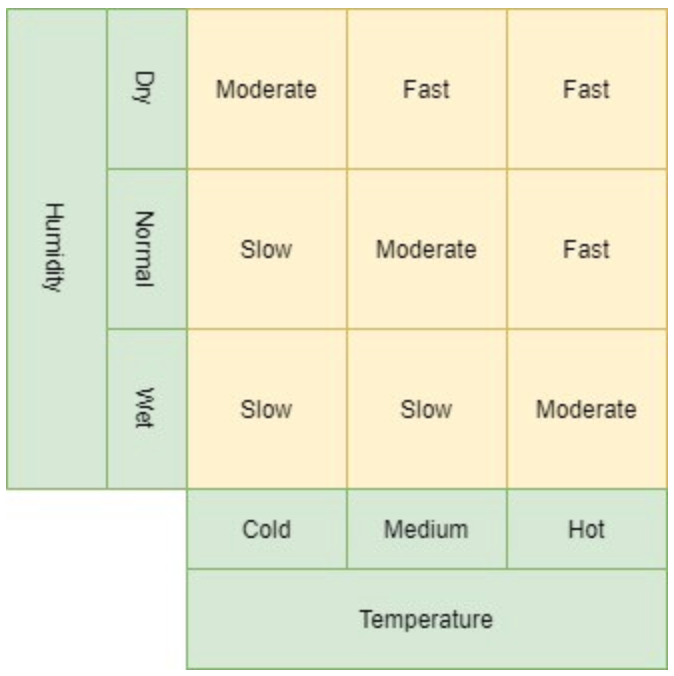 Humidity
Dry
Moderate
Fast
Fast
Normal
Slow
Moderate
Fast
Wet
Slow
Slow
Moderate
Cold
Medium
Hot
Temperature